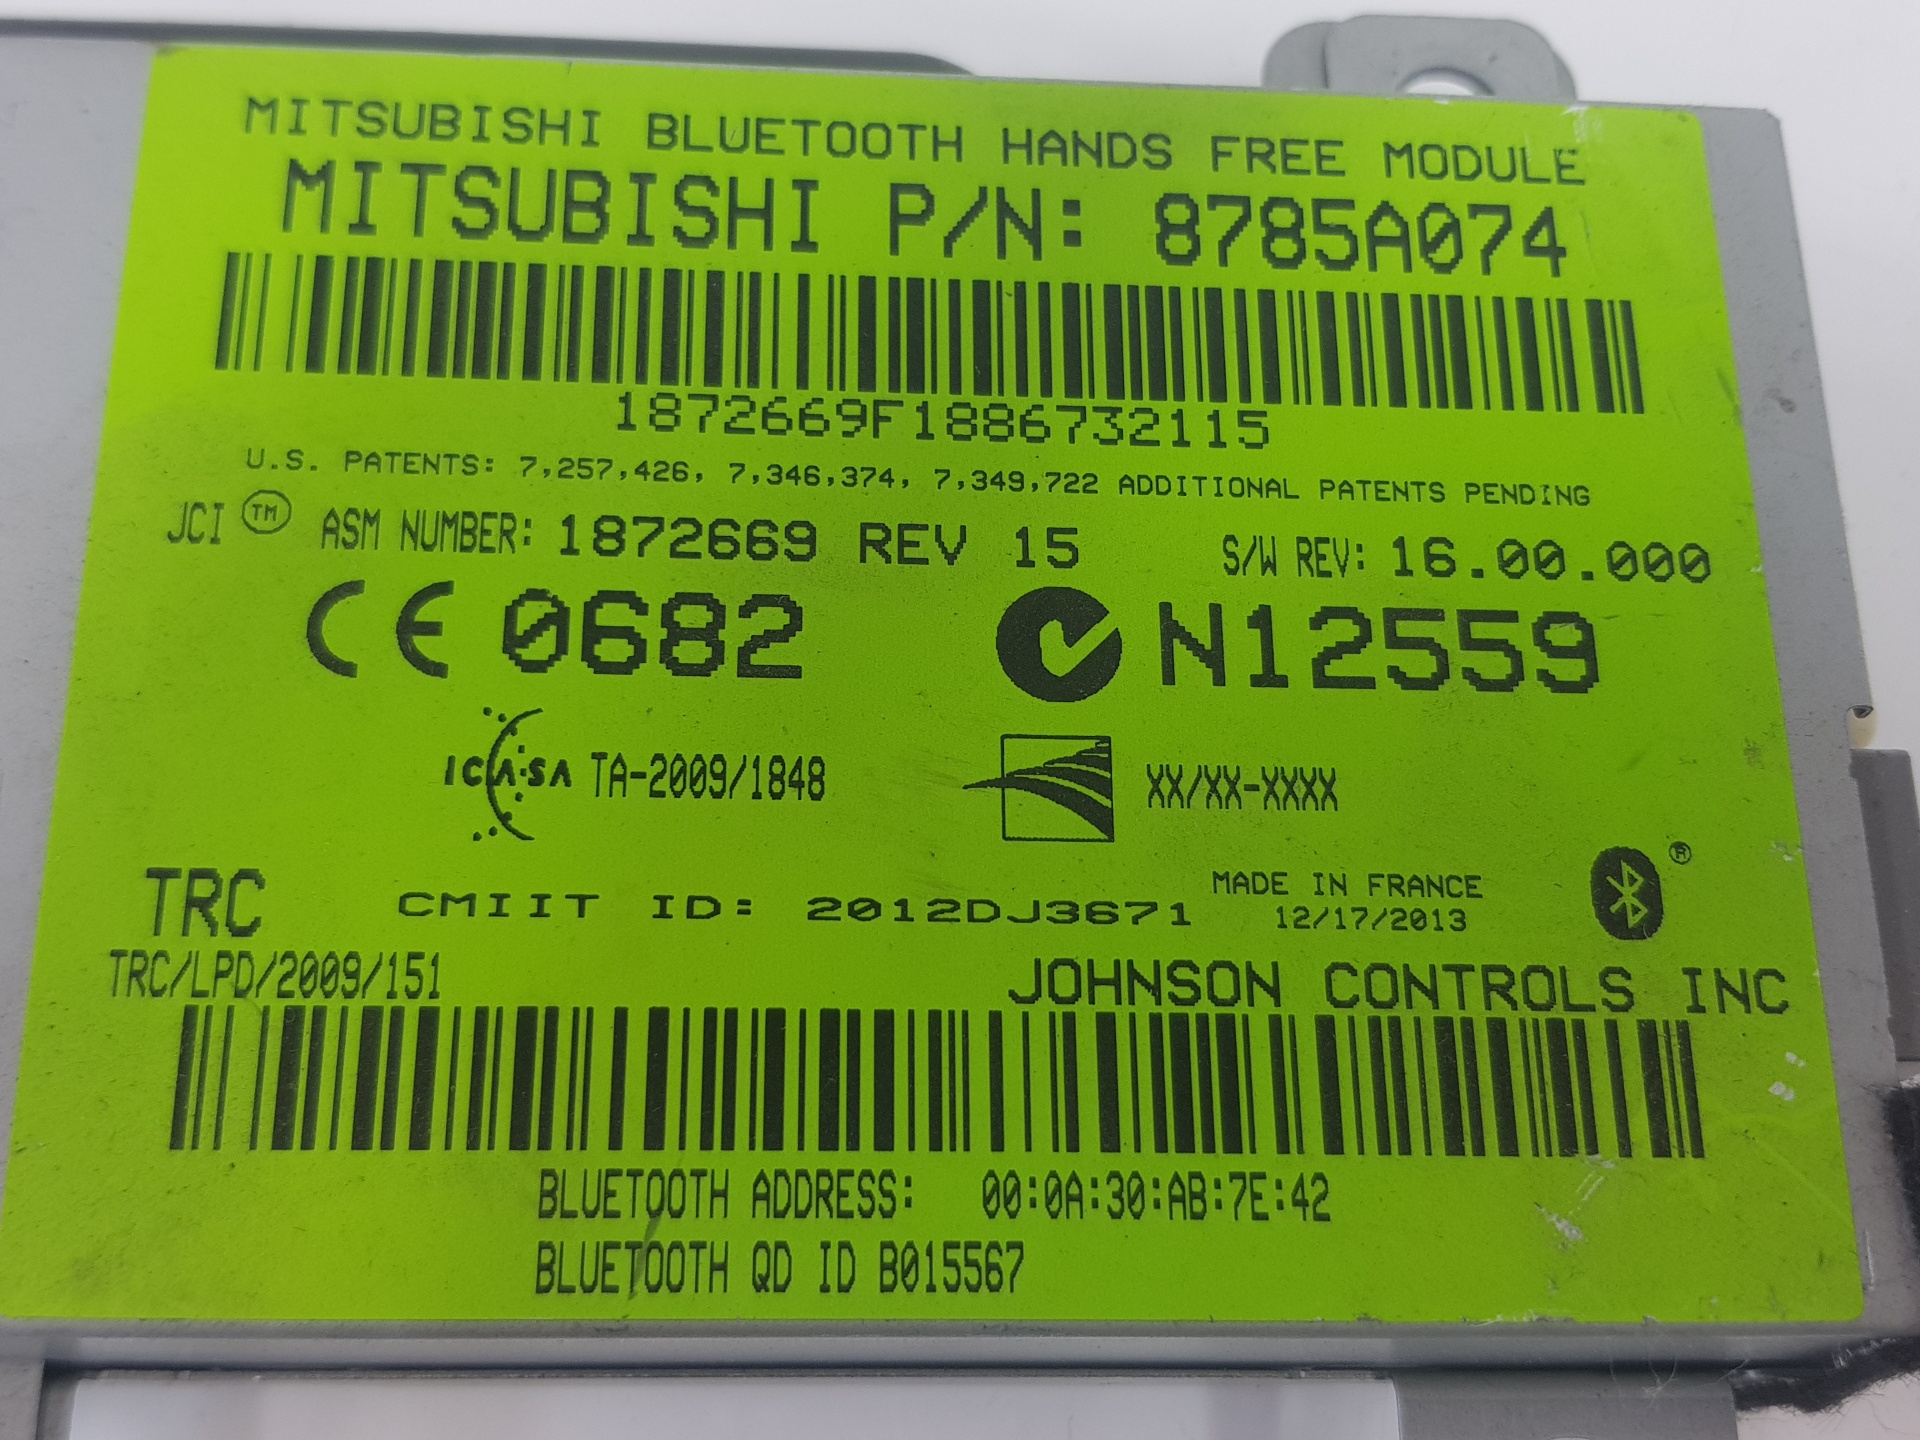 MITSUBISHI BLUETOOTH HANDS FREE MODULE
MITSUBISHI P/N: 8785A074
1872669F1886732115
U.S. PATENTS: 7,257,426, 7,346,374, 7,349,722 ADDITIONAL PATENTS PENDING
JCI TM ASM NUMBER: 1872669 REV 15 S/W REV: 16.00.000
CE 0682 N12559
ICASA TA-2009/1848 XX/XX-XXXX
TRC CMIIT ID: 2012DJ3671 MADE IN FRANCE ®
12/17/2013
TRC/LPD/2009/151 JOHNSON CONTROLS INC
BLUETOOTH ADDRESS: 00:0A:30:AB:7E:42
BLUETOOTH QD ID B015567